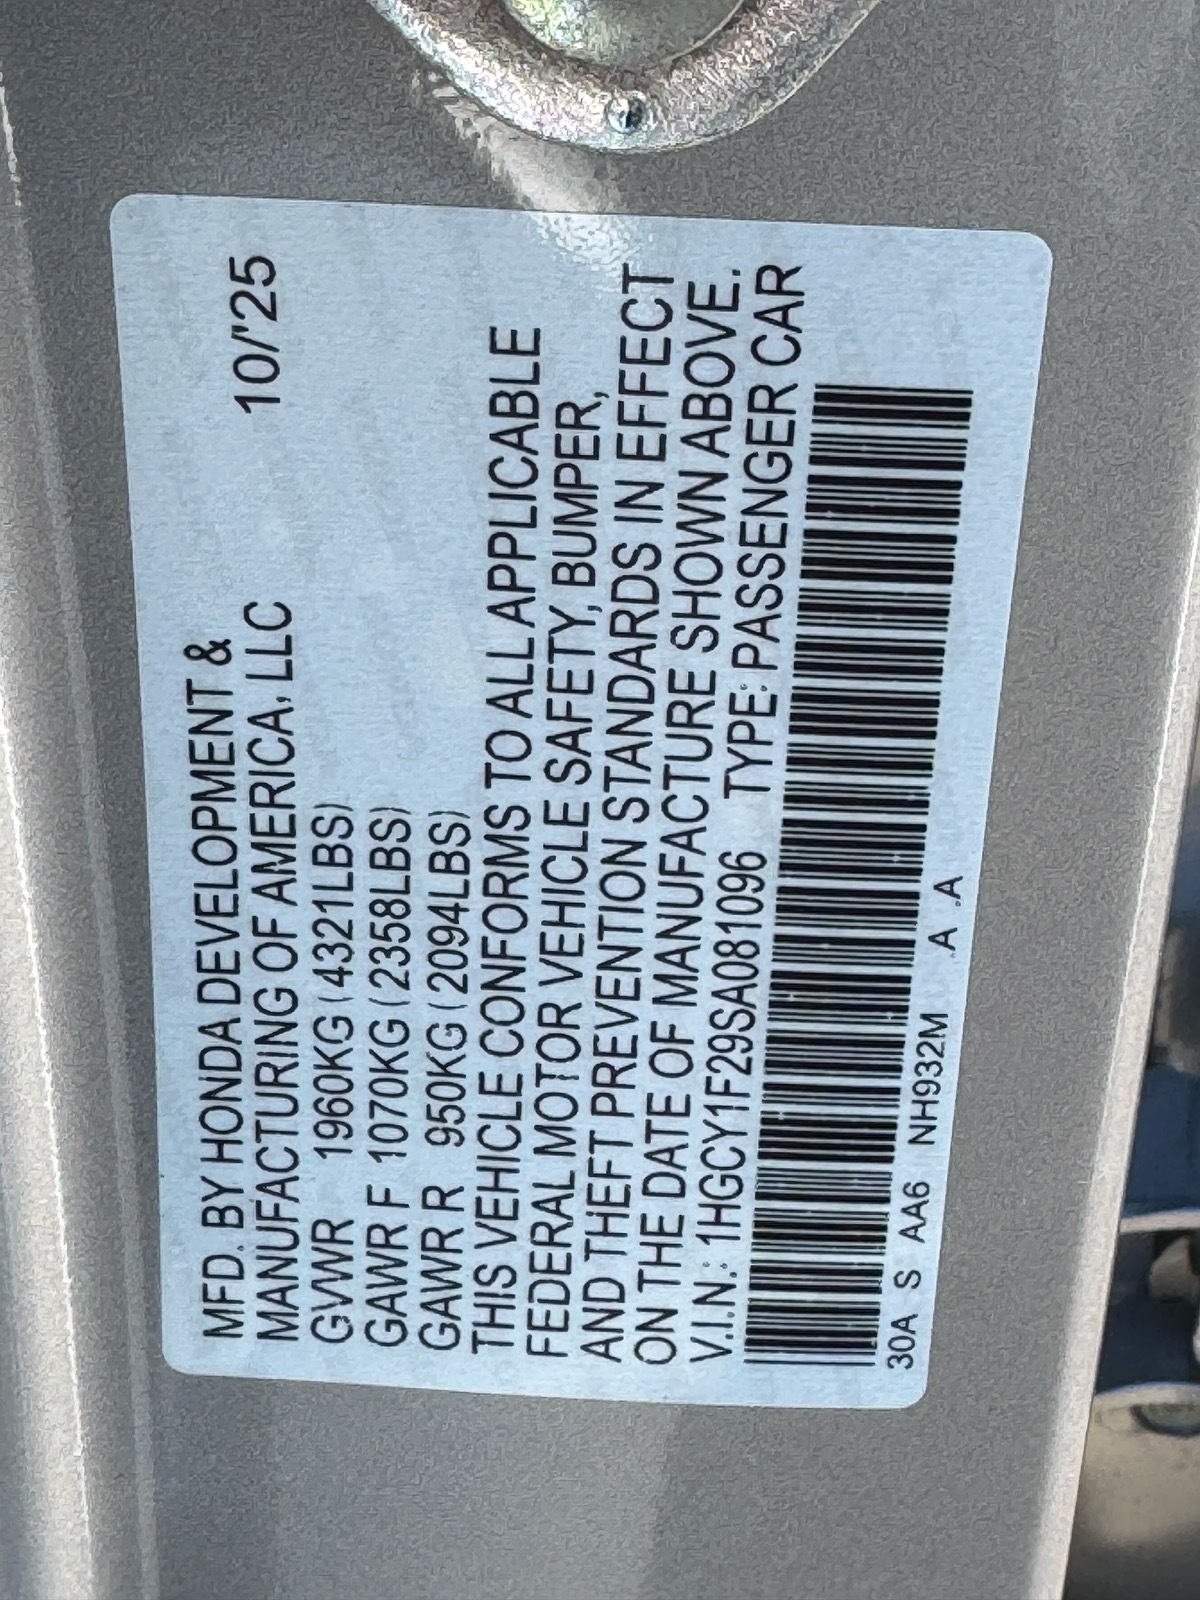 MFD. BY HONDA DEVELOPMENT &
MANUFACTURING OF AMERICA, LLC 10/'25
GVWR 1960KG (4321LBS)
GAWR F 1070KG (2358LBS)
GAWR R 950KG (2094LBS)
THIS VEHICLE CONFORMS TO ALL APPLICABLE
FEDERAL MOTOR VEHICLE SAFETY, BUMPER,
AND THEFT PREVENTION STANDARDS IN EFFECT
ON THE DATE OF MANUFACTURE SHOWN ABOVE.
V.I.N.: 1HGCY1F29SA081096 TYPE: PASSENGER CAR
30A S AA6 NH932M .A .A